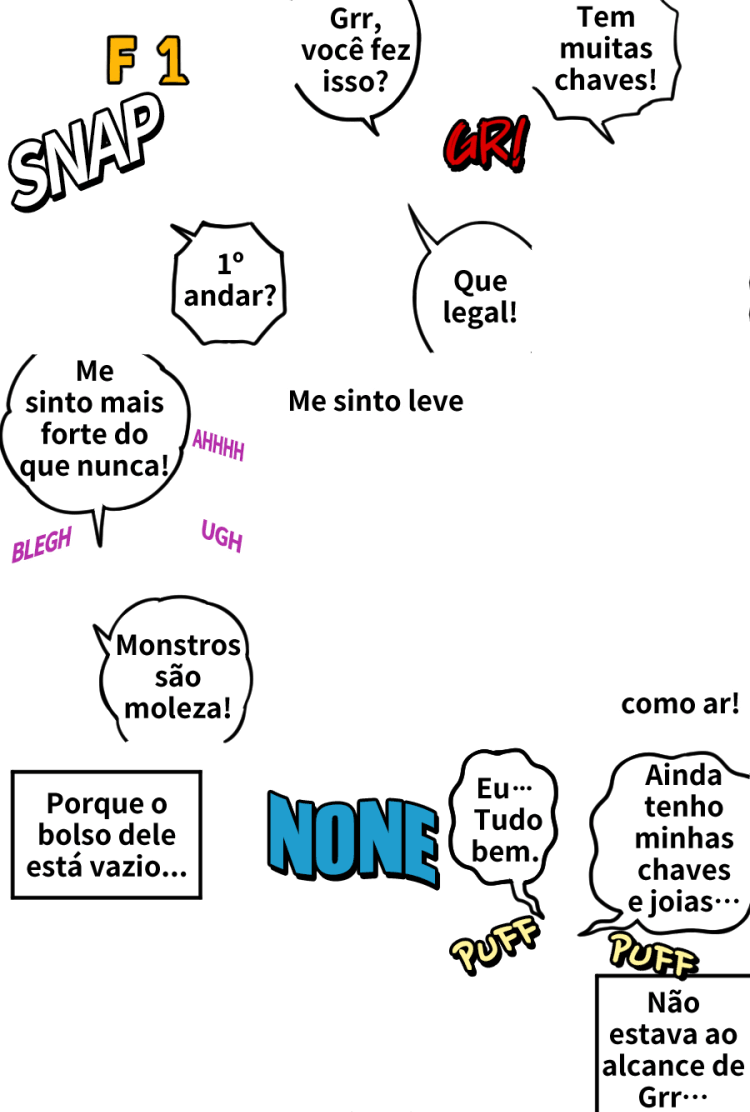 F 1
SNAP
Grr,
você fez
isso?
Tem
muitas
chaves!
GR!
1º
andar?
Que
legal!
Me
sinto mais
forte do
que nunca!
AHHHH
BLEGH
UGH
Me sinto leve
Monstros
são
moleza!
como ar!
Porque o
bolso dele
está vazio...
NONE
Eu…
Tudo
bem.
PUFF
Ainda
tenho
minhas
chaves
e joias…
PUFF
Não
estava ao
alcance de
Grr…